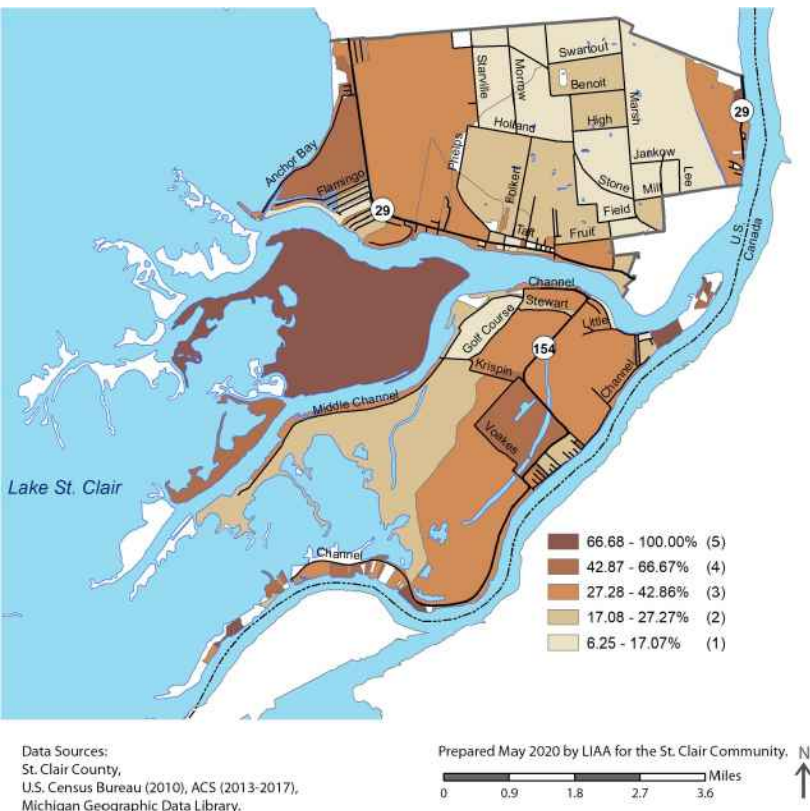 Swartout
Starville
Morrow
Benoit
Marsh
29
High
Holland
Phelps
Jankow
Anchor Bay
Lee
Stone
Mill
Flamingo
Folkert
Field
29
Taft
Fruit
U.S.
Canada
Channel
Stewart
Golf Course
Little
154
Krispin
Channel
Middle Channel
Voakes
Lake St. Clair
Channel
66.68 - 100.00% (5)
42.87 - 66.67% (4)
27.28 - 42.86% (3)
17.08 - 27.27% (2)
6.25 - 17.07% (1)
Data Sources:
St. Clair County,
U.S. Census Bureau (2010), ACS (2013-2017),
Michigan Geographic Data Library.
Prepared May 2020 by LIAA for the St. Clair Community.
N
Miles
0 0.9 1.8 2.7 3.6